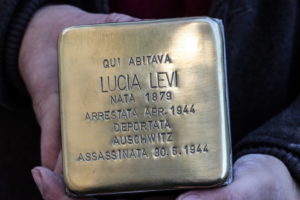 QUI ABITAVA
LUCIA LEVI
NATA 1879
ARRESTATA APR. 1944
DEPORTATA
AUSCHWITZ
ASSASSINATA 30.6.1944